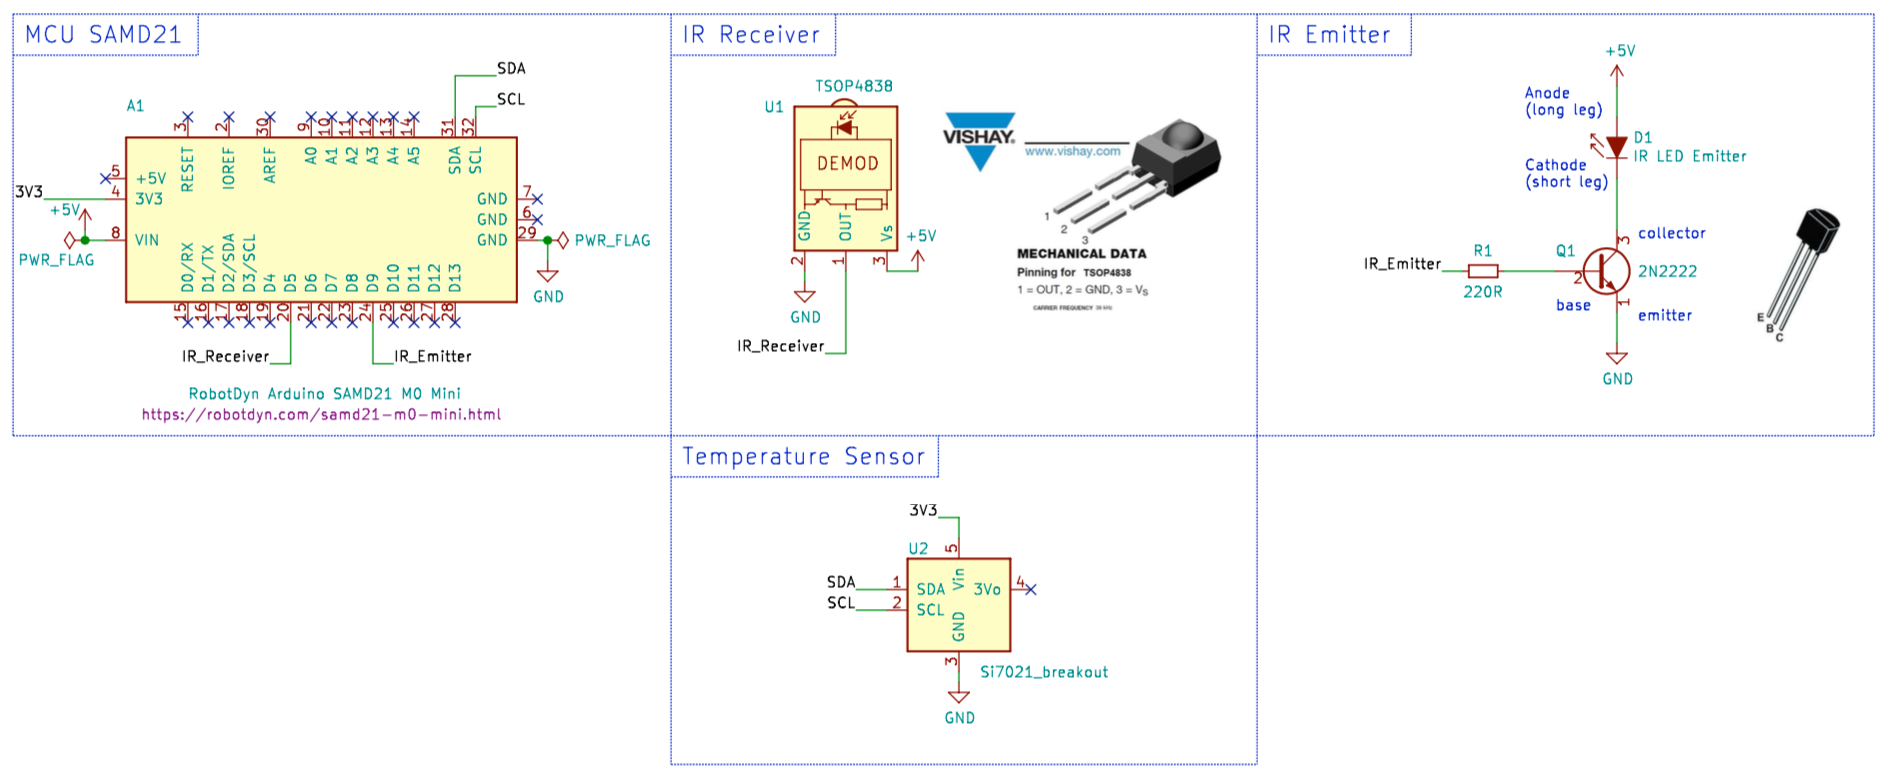 MCU SAMD21
SDA
SCL
A1
3
2
30
9
10
11
12
13
14
31
32
RESET
IOREF
AREF
A0
A1
A2
A3
A4
A5
SDA
SCL
5
+5V
3V3
4
3V3
+5V
8
VIN
PWR_FLAG
GND
7
GND
6
GND
29
PWR_FLAG
GND
D0/RX
D1/TX
D2/SDA
D3/SCL
D4
D5
D6
D7
D8
D9
D10
D11
D12
D13
15
16
17
18
19
20
21
22
23
24
25
26
27
28
IR_Receiver
IR_Emitter
RobotDyn Arduino SAMD21 M0 Mini
https://robotdyn.com/samd21-m0-mini.html
IR Receiver
TSOP4838
U1
DEMOD
GND
OUT
Vs
2
1
3
+5V
GND
IR_Receiver
VISHAY.
www.vishay.com
1
2
3
MECHANICAL DATA
Pinning for TSOP4838
1 = OUT, 2 = GND, 3 = VS
CARRIER FREQUENCY 38 kHz
IR Emitter
+5V
Anode
(long leg)
D1
IR LED Emitter
Cathode
(short leg)
3
collector
IR_Emitter
R1
220R
Q1
2
2N2222
base
1
emitter
GND
E
B
C
Temperature Sensor
3V3
U2
5
SDA
1
SDA
Vin
3Vo
4
SCL
2
SCL
GND
3
Si7021_breakout
GND